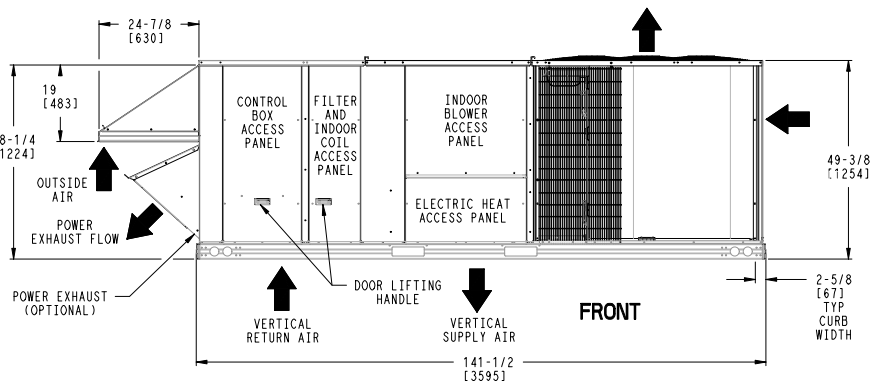 24-7/8
[630]
19
[483]
8-1/4
1224]
OUTSIDE
AIR
POWER
EXHAUST FLOW
POWER EXHAUST
(OPTIONAL)
CONTROL
BOX
ACCESS
PANEL
FILTER
AND
INDOOR
COIL
ACCESS
PANEL
INDOOR
BLOWER
ACCESS
PANEL
ELECTRIC HEAT
ACCESS PANEL
49-3/8
[1254]
DOOR LIFTING
HANDLE
VERTICAL
RETURN AIR
VERTICAL
SUPPLY AIR
FRONT
2-5/8
[67]
TYP
CURB
WIDTH
141-1/2
[3595]